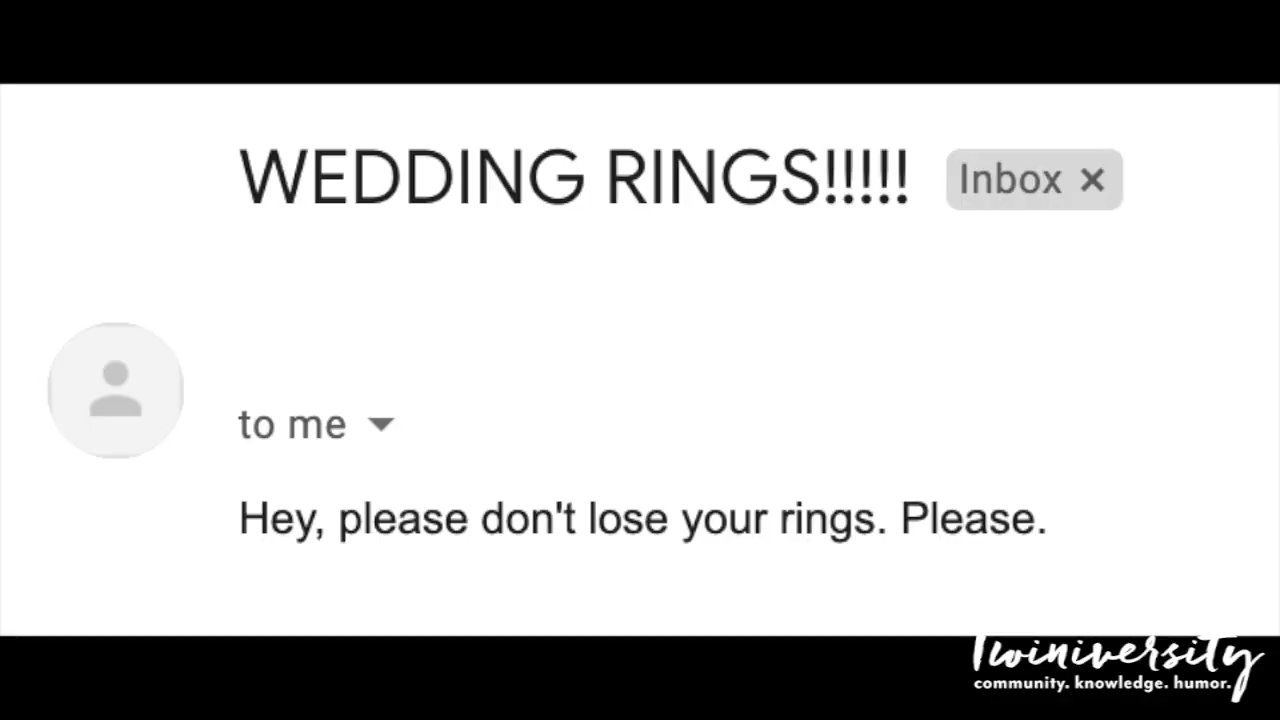 WEDDING RINGS!!!!! Inbox ×
to me
Hey, please don't lose your rings. Please.
Twiniversity
community. knowledge. humor.